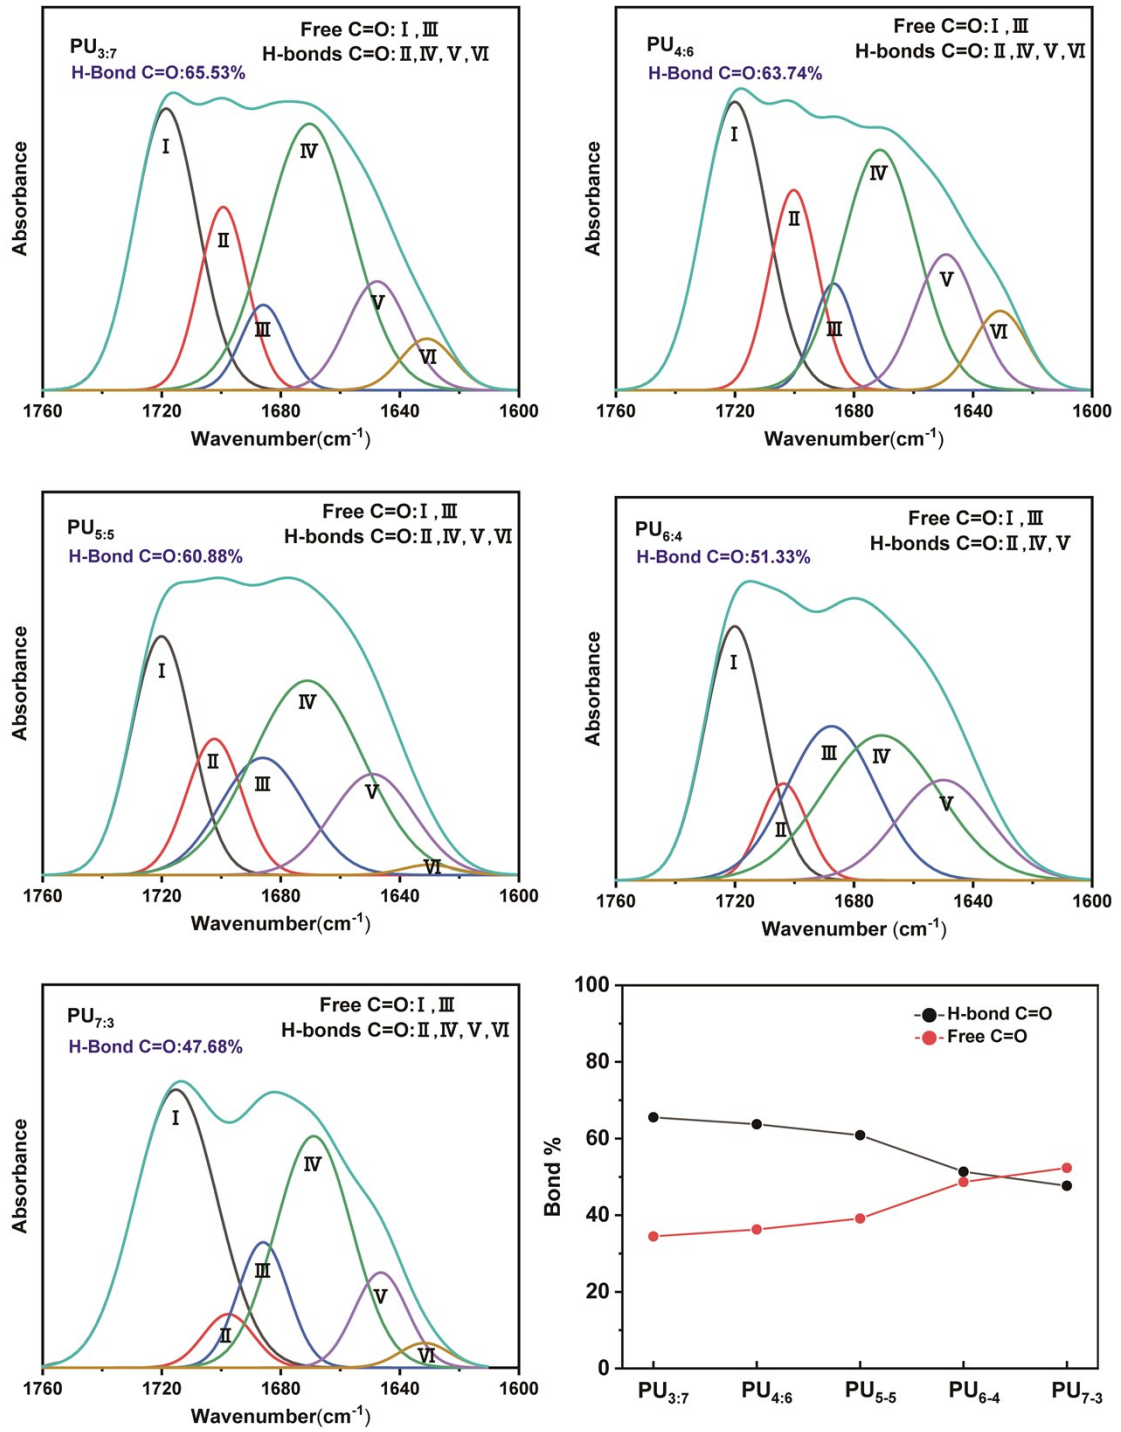 Free C=O: Ⅰ ,Ⅲ
PU3:7
H-bonds C=O: Ⅱ,Ⅳ, Ⅴ,Ⅵ
H-Bond C=O:65.53%
Ⅰ
Ⅳ
Ⅱ
Ⅴ
Ⅲ
Ⅵ
Absorbance
1760
1720
1680
1640
1600
Wavenumber(cm-1)
Free C=O:Ⅰ ,Ⅲ
PU4:6
H-bonds C=O: Ⅱ ,Ⅳ, Ⅴ, Ⅵ
H-Bond C=O:63.74%
Ⅰ
Ⅳ
Ⅱ
Ⅴ
Ⅲ
Ⅵ
Absorbance
1760
1720
1680
1640
1600
Wavenumber(cm-1)
Free C=O:Ⅰ ,Ⅲ
PU5:5
H-bonds C=O:Ⅱ,Ⅳ, Ⅴ,Ⅵ
H-Bond C=O:60.88%
Ⅰ
Ⅳ
Ⅱ
Ⅲ
Ⅴ
Ⅵ
Absorbance
1760
1720
1680
1640
1600
Wavenumber(cm-1)
Free C=O:Ⅰ ,Ⅲ
PU6:4
H-bonds C=O:Ⅱ,Ⅳ, Ⅴ
H-Bond C=O:51.33%
Ⅰ
Ⅲ
Ⅳ
Ⅴ
Ⅱ
Absorbance
1760
1720
1680
1640
1600
Wavenumber (cm-1)
Free C=O:Ⅰ ,Ⅲ
PU7:3
H-bonds C=O:Ⅱ,Ⅳ, Ⅴ,Ⅵ
H-Bond C=O:47.68%
Ⅰ
Ⅳ
Ⅲ
Ⅴ
Ⅱ
Ⅵ
Absorbance
1760
1720
1680
1640
1600
Wavenumber(cm-1)
100
80
60
40
20
0
Bond %
H-bond C=O
Free C=O
PU3:7
PU4:6
PU5-5
PU6-4
PU7-3